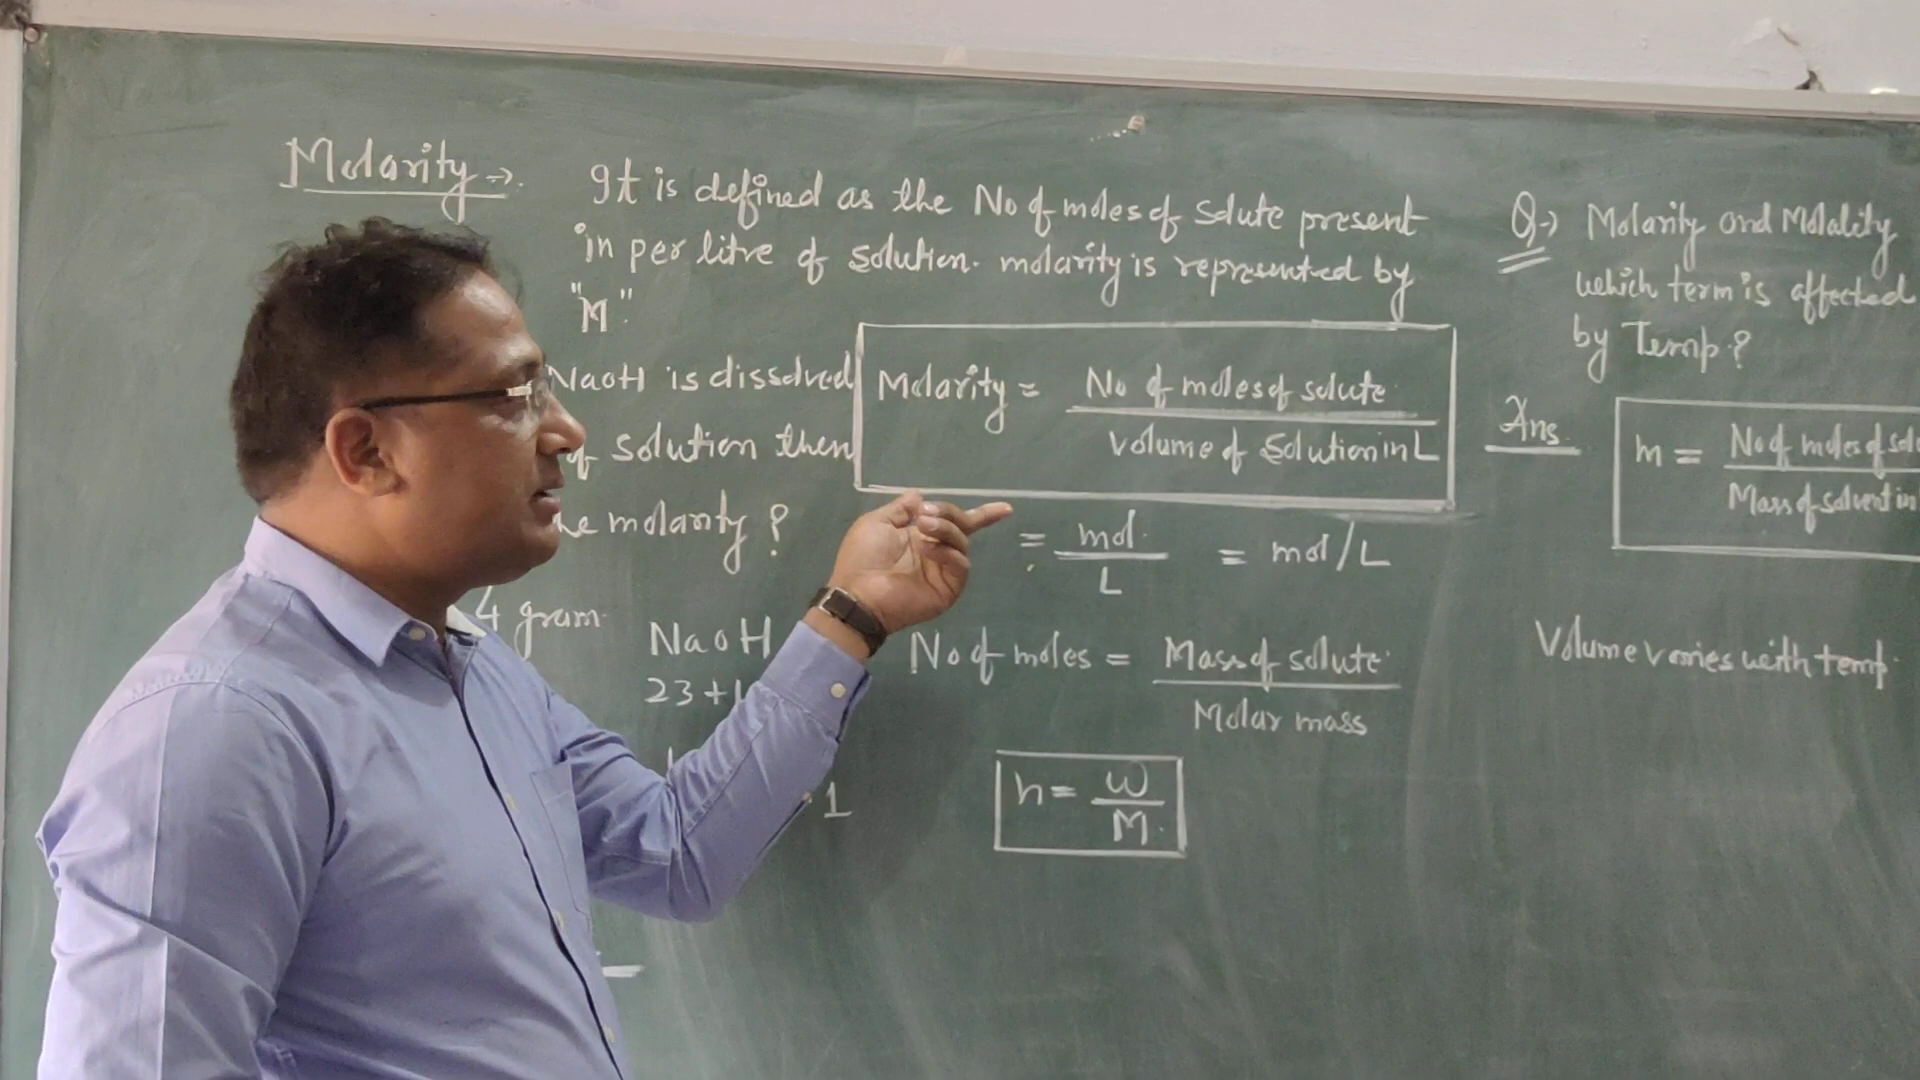 Molarity →.
It is defined as the No of moles of solute present
in per litre of solution. molarity is represented by
"M"
NaOH is dissolved
of solution then
molarity ?
4 gram
NaOH
23+1
1
Molarity = No of moles of solute
Volume of Solution in L
= mol. = mol/L
L
No of moles = Mass of solute
Molar mass
n = W
M.
Q→ Molarity and Molality
which term is affected
by Temp.?
Ans.
m = No of moles of
Mass of solvent in
Volume varies with temp.